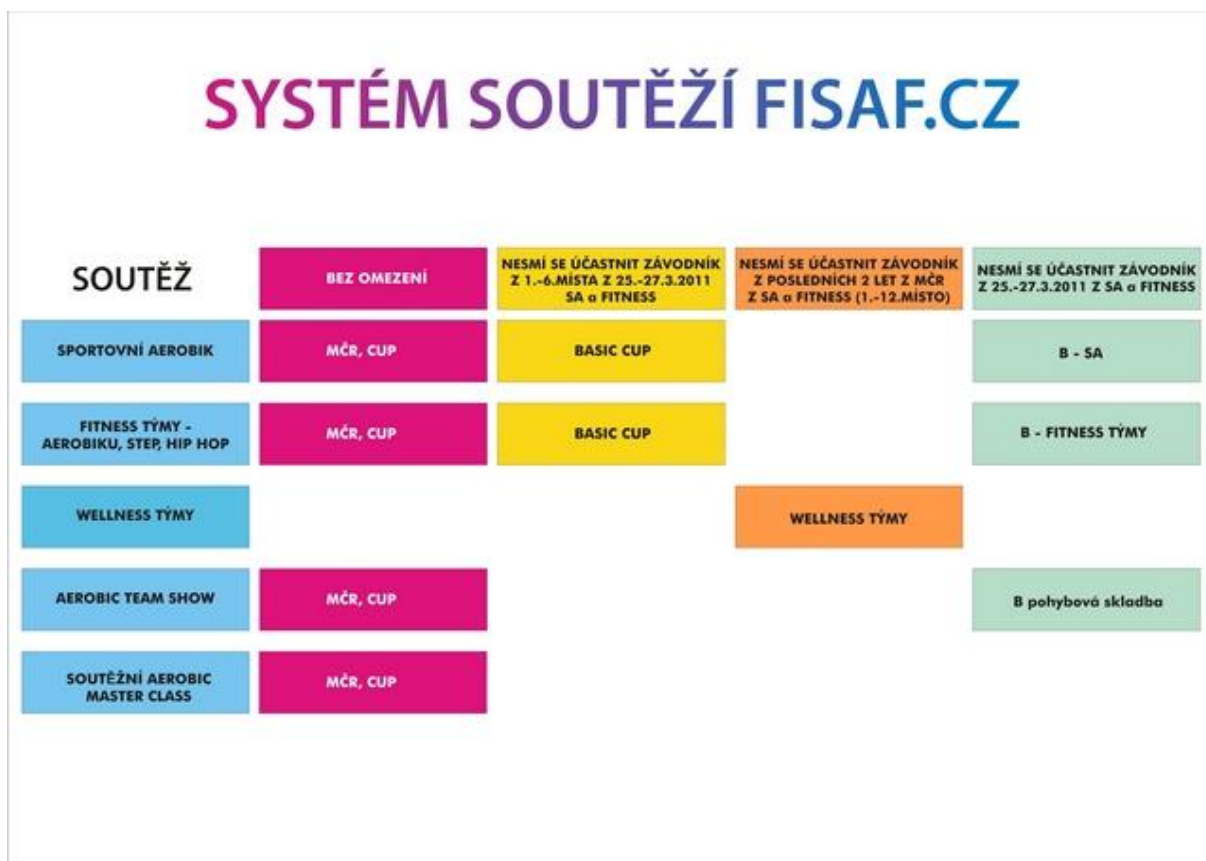 SYSTÉM SOUTĚŽÍ FISAF.CZ
SOUTĚŽ
BEZ OMEZENÍ
NESMÍ SE ÚČASTNIT ZÁVODNÍK
Z 1.-6.MÍSTA Z 25.-27.3.2011
SA a FITNESS
NESMÍ SE ÚČASTNIT ZÁVODNÍK
Z POSLEDNÍCH 2 LET Z MČR
Z SA a FITNESS (1.-12.MÍSTO)
NESMÍ SE ÚČASTNIT ZÁVODNÍK
Z 25.-27.3.2011 Z SA a FITNESS
SPORTOVNÍ AEROBIK
MČR, CUP
BASIC CUP
B - SA
FITNESS TÝMY -
AEROBIKU, STEP, HIP HOP
MČR, CUP
BASIC CUP
B - FITNESS TÝMY
WELLNESS TÝMY
WELLNESS TÝMY
AEROBIC TEAM SHOW
MČR, CUP
B pohybová skladba
SOUTĚŽNÍ AEROBIC
MASTER CLASS
MČR, CUP